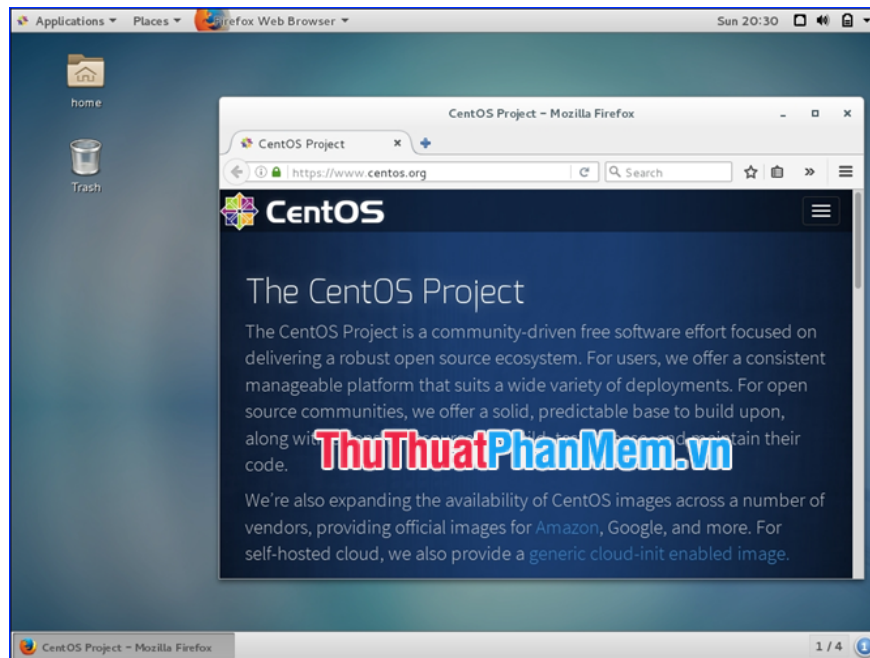 Applications Places Firefox Web Browser Sun 20:30
home
Trash
CentOS Project - Mozilla Firefox
CentOS Project
https://www.centos.org Search
CentOS
The CentOS Project
The CentOS Project is a community-driven free software effort focused on
delivering a robust open source ecosystem. For users, we offer a consistent
manageable platform that suits a wide variety of deployments. For open
source communities, we offer a solid, predictable base to build upon,
along maintain their
ThuThuatPhanMem.vn
code.
We're also expanding the availability of CentOS images across a number of
vendors, providing official images for Amazon, Google, and more. For
self-hosted cloud, we also provide a generic cloud-init enabled image.
CentOS Project - Mozilla Firefox 1 / 4 1